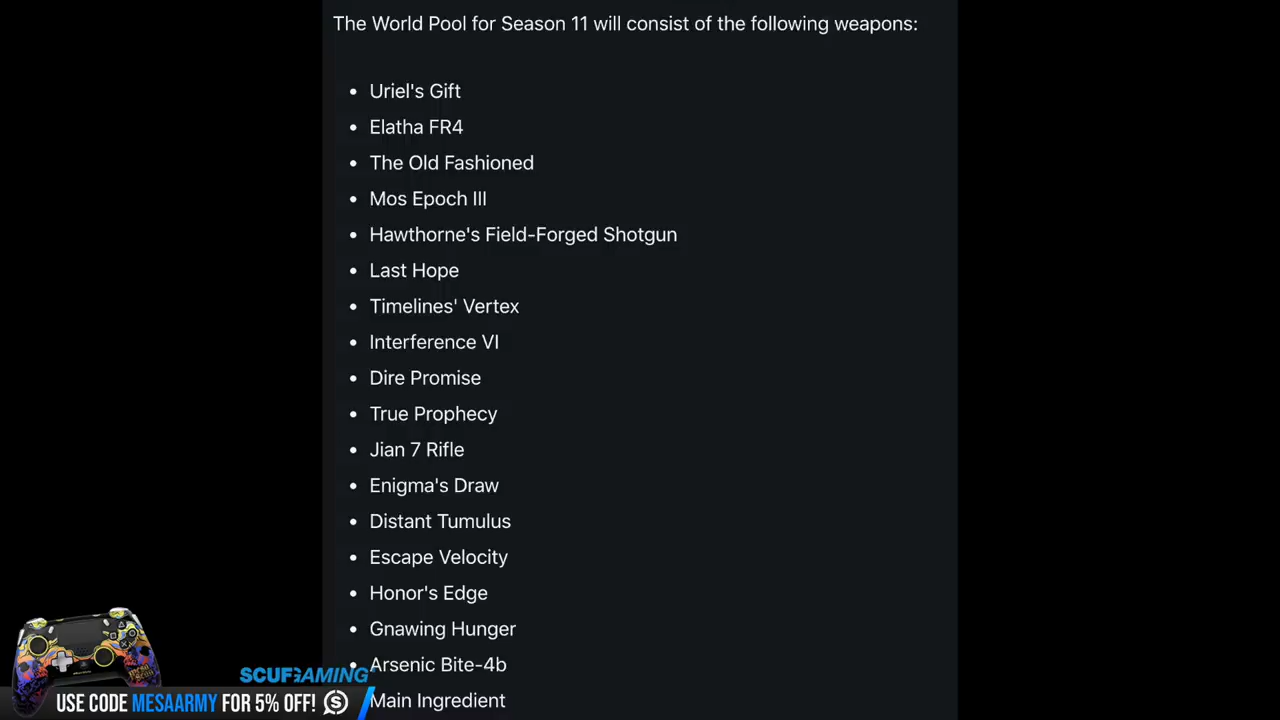 The World Pool for Season 11 will consist of the following weapons:
• Uriel's Gift
• Elatha FR4
• The Old Fashioned
• Mos Epoch III
• Hawthorne's Field-Forged Shotgun
• Last Hope
• Timelines' Vertex
• Interference VI
• Dire Promise
• True Prophecy
• Jian 7 Rifle
• Enigma's Draw
• Distant Tumulus
• Escape Velocity
• Honor's Edge
• Gnawing Hunger
• Arsenic Bite-4b
Main Ingredient
SCUF GAMING
USE CODE MESAARMY FOR 5% OFF!